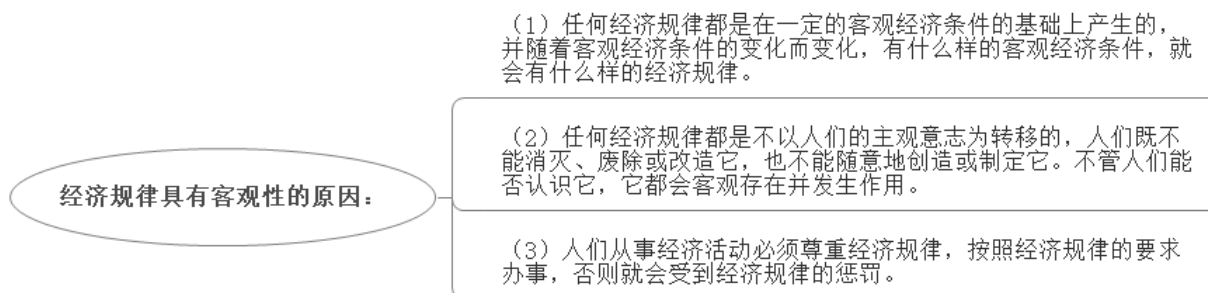 (1)任何经济规律都是在一定的客观经济条件的基础上产生的，
并随着客观经济条件的变化而变化，有什么样的客观经济条件，就
会有什么样的经济规律。
(2)任何经济规律都是不以人们的主观意志为转移的，人们既不
能消灭、废除或改造它，也不能随意地创造或制定它。不管人们能
否认识它，它都会客观存在并发生作用。
经济规律具有客观性的原因：
(3)人们从事经济活动必须尊重经济规律，按照经济规律的要求
办事，否则就会受到经济规律的惩罚。